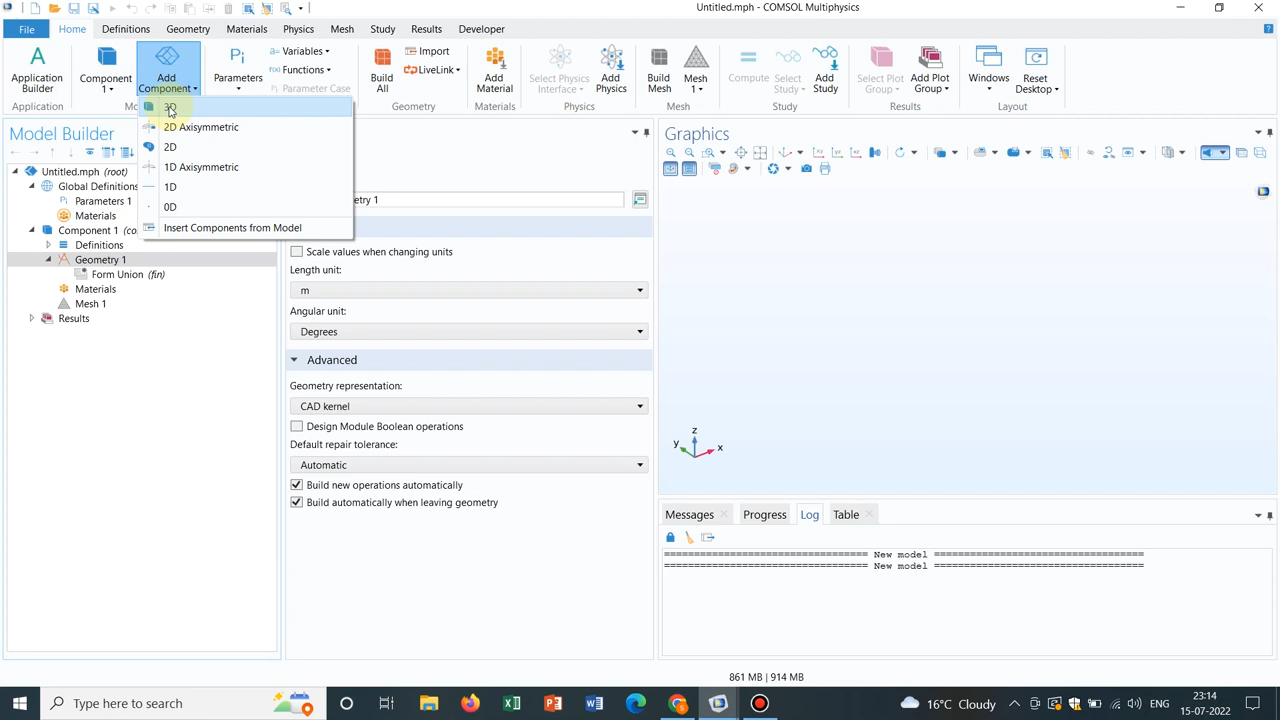 Untitled.mph - COMSOL Multiphysics
File Home Definitions Geometry Materials Physics Mesh Study Results Developer
Application Builder
Component 1
Add Component
Parameters
a= Variables
f(x) Functions
Pi Parameter Case
Build All
Import
LiveLink
Add Material
Select Physics Interface
Add Physics
Build Mesh
Mesh 1
Compute
Select Study
Add Study
Select Plot Group
Add Plot Group
Windows
Reset Desktop
Application
Geometry
Materials
Physics
Mesh
Study
Results
Layout
3D
2D Axisymmetric
2D
1D Axisymmetric
1D
0D
Insert Components from Model
Model Builder
Untitled.mph (root)
Global Definitions
Pi Parameters 1
Materials
Component 1
Definitions
Geometry 1
Form Union (fin)
Materials
Mesh 1
Results
Scale values when changing units
Length unit:
m
Angular unit:
Degrees
Advanced
Geometry representation:
CAD kernel
Design Module Boolean operations
Default repair tolerance:
Automatic
Build new operations automatically
Build automatically when leaving geometry
Graphics
z
y
x
Messages Progress Log Table
================================== New model ===================================
================================== New model ===================================
861 MB | 914 MB
Type here to search
16°C Cloudy
ENG
23:14
15-07-2022